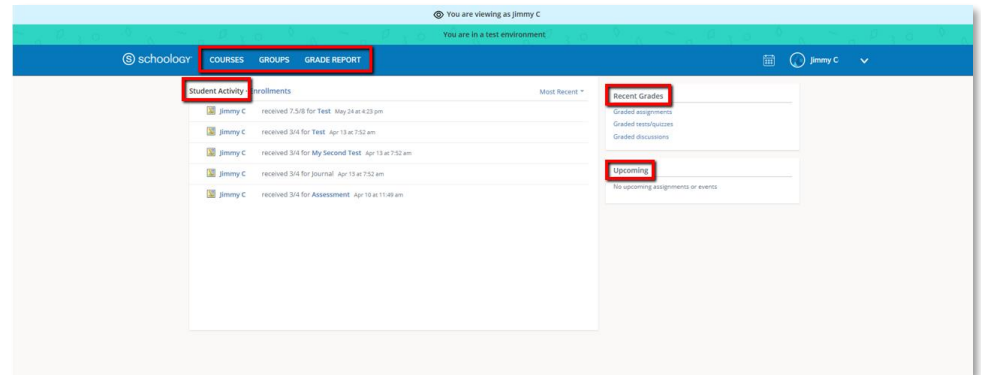 You are viewing as Jimmy C
You are in a test environment
S schoology COURSES GROUPS GRADE REPORT Jimmy C
Student Activity · Enrollments Most Recent
Jimmy C received 7.5/8 for Test May 24 at 4:23 pm
Jimmy C received 3/4 for Test Apr 13 at 7:52 am
Jimmy C received 3/4 for My Second Test Apr 13 at 7:52 am
Jimmy C received 3/4 for Journal Apr 13 at 7:52 am
Jimmy C received 3/4 for Assessment Apr 10 at 11:49 am
Recent Grades
Graded assignments
Graded tests/quizzes
Graded discussions
Upcoming
No upcoming assignments or events